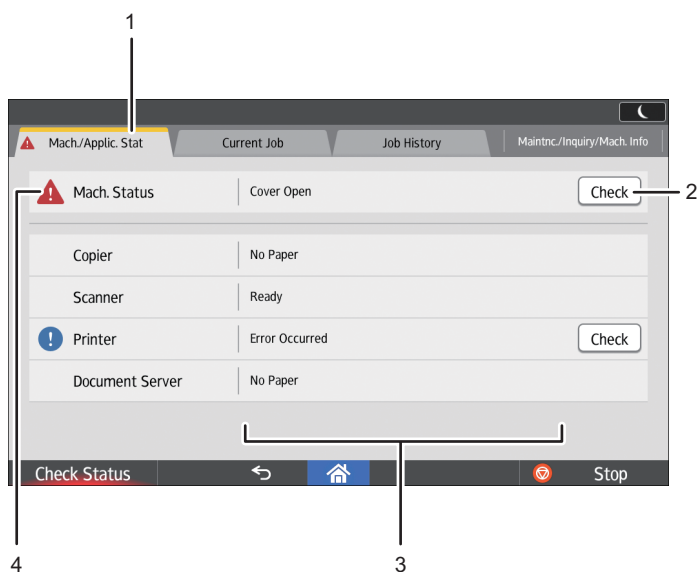 1
Mach./Applic. Stat
Current Job
Job History
Maintnc./Inquiry/Mach. Info
Mach. Status
Cover Open
Check
2
Copier
No Paper
Scanner
Ready
Printer
Error Occurred
Check
Document Server
No Paper
Check Status
Stop
4
3